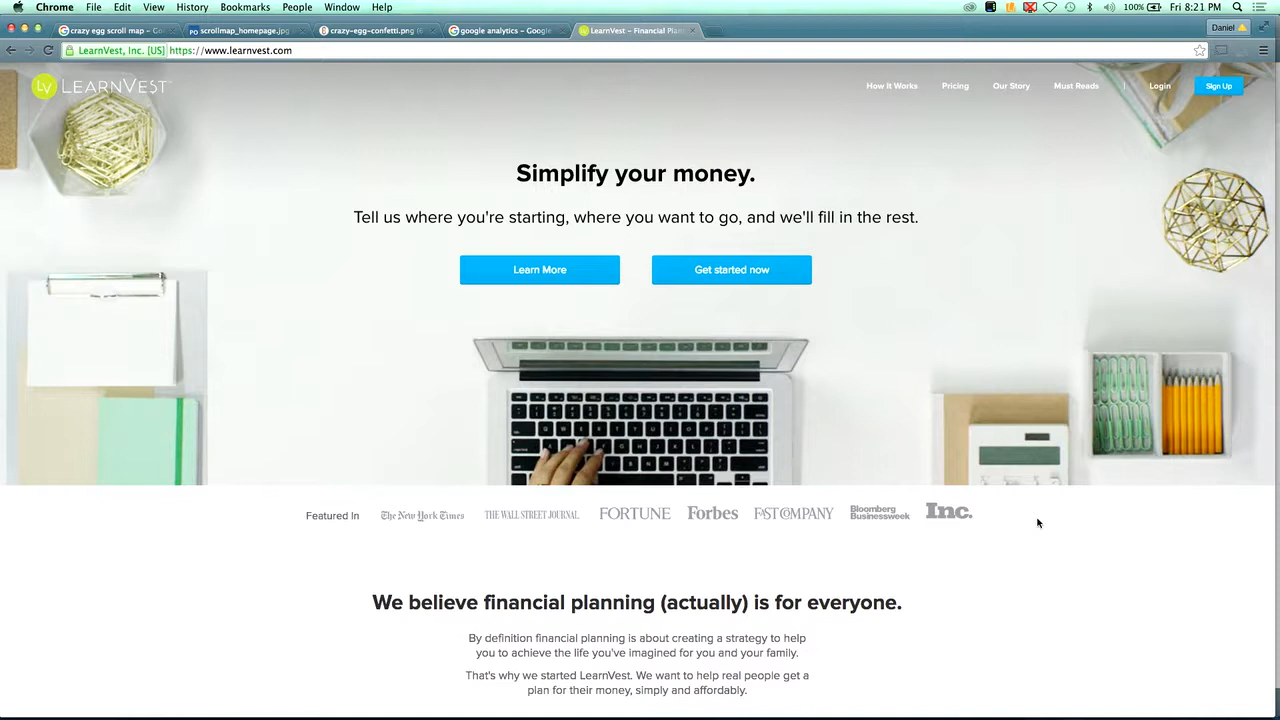 Chrome File Edit View History Bookmarks People Window Help
100% Fri 8:21 PM
crazy egg scroll map - Go
scrollmap_homepage.jpg
crazy-egg-confetti.png
google analytics - Google
LearnVest – Financial Plan
Daniel
LearnVest, Inc. [US] https://www.learnvest.com
LV LEARNVEST
How It Works Pricing Our Story Must Reads | Login Sign Up
Simplify your money.
Tell us where you're starting, where you want to go, and we'll fill in the rest.
Learn More Get started now
Featured In The New York Times THE WALL STREET JOURNAL FORTUNE Forbes FAST COMPANY Bloomberg Businessweek Inc.
We believe financial planning (actually) is for everyone.
By definition financial planning is about creating a strategy to help
you to achieve the life you've imagined for you and your family.
That's why we started LearnVest. We want to help real people get a
plan for their money, simply and affordably.